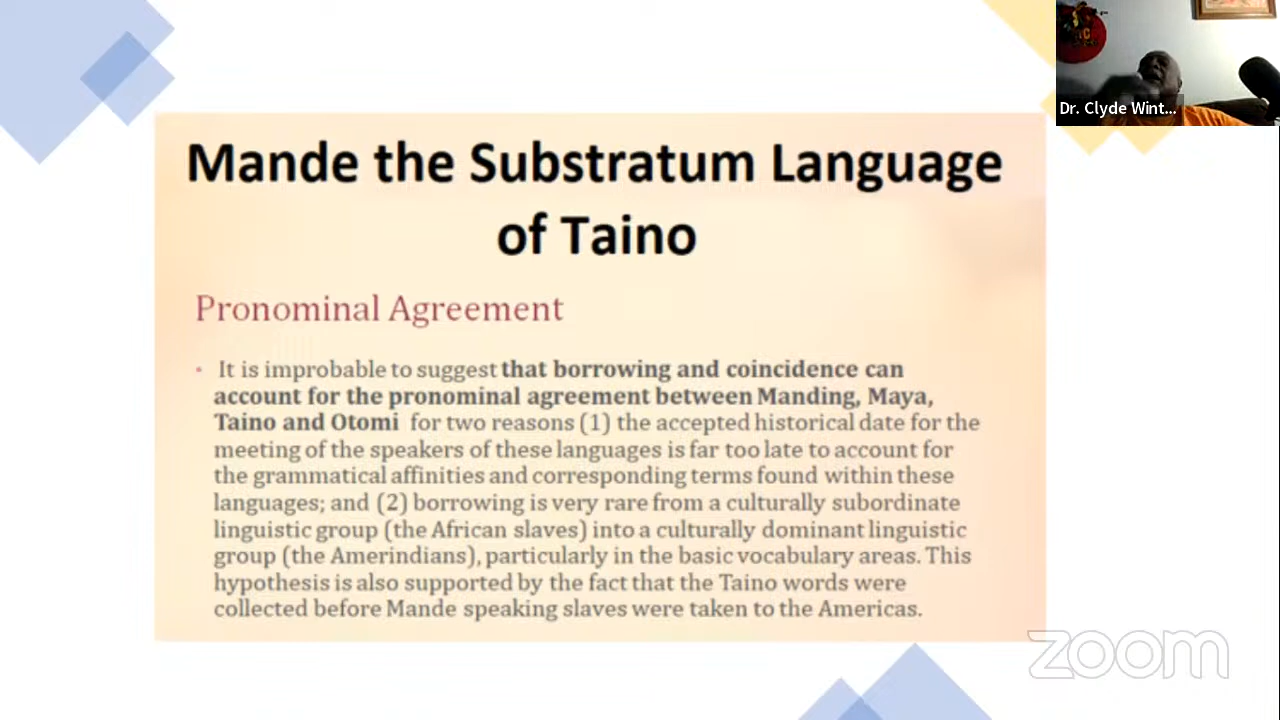 Dr. Clyde Wint...
Mande the Substratum Language
of Taino
Pronominal Agreement
• It is improbable to suggest that borrowing and coincidence can
account for the pronominal agreement between Manding, Maya,
Taino and Otomi for two reasons (1) the accepted historical date for the
meeting of the speakers of these languages is far too late to account for
the grammatical affinities and corresponding terms found within these
languages; and (2) borrowing is very rare from a culturally subordinate
linguistic group (the African slaves) into a culturally dominant linguistic
group (the Amerindians), particularly in the basic vocabulary areas. This
hypothesis is also supported by the fact that the Taino words were
collected before Mande speaking slaves were taken to the Americas.
zoom